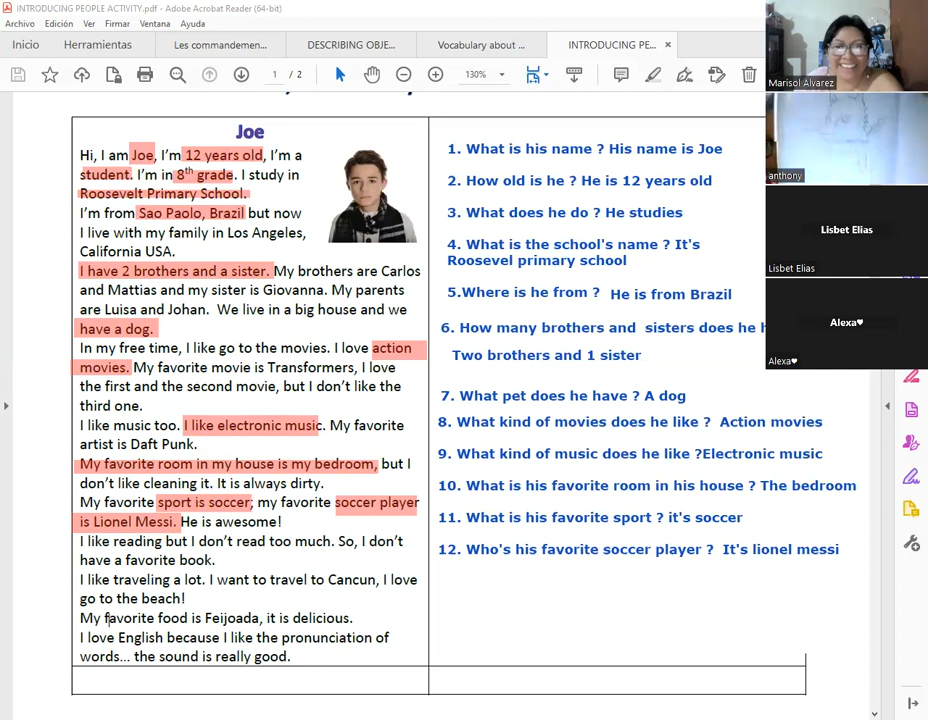 INTRODUCING PEOPLE ACTIVITY.pdf - Adobe Acrobat Reader (64-bit)
Archivo Edición Ver Firmar Ventana Ayuda
Inicio Herramientas Les commandemen... DESCRIBING OBJE... Vocabulary about ... INTRODUCING PE... ×
1 / 2 130%
Joe
Hi, I am Joe, I'm 12 years old, I'm a
student. I'm in 8th grade. I study in
Roosevelt Primary School.
I'm from Sao Paolo, Brazil but now
I live with my family in Los Angeles,
California USA.
I have 2 brothers and a sister. My brothers are Carlos
and Mattias and my sister is Giovanna. My parents
are Luisa and Johan. We live in a big house and we
have a dog.
In my free time, I like go to the movies. I love action
movies. My favorite movie is Transformers, I love
the first and the second movie, but I don't like the
third one.
I like music too. I like electronic music. My favorite
artist is Daft Punk.
My favorite room in my house is my bedroom, but I
don't like cleaning it. It is always dirty.
My favorite sport is soccer, my favorite soccer player
is Lionel Messi. He is awesome!
I like reading but I don't read too much. So, I don't
have a favorite book.
I like traveling a lot. I want to travel to Cancun, I love
go to the beach!
My favorite food is Feijoada, it is delicious.
I love English because I like the pronunciation of
words... the sound is really good.
1. What is his name ? His name is Joe
2. How old is he ? He is 12 years old
3. What does he do ? He studies
4. What is the school's name ? It's
Roosevel primary school
5.Where is he from ? He is from Brazil
6. How many brothers and sisters does he h
Two brothers and 1 sister
7. What pet does he have ? A dog
8. What kind of movies does he like ? Action movies
9. What kind of music does he like ?Electronic music
10. What is his favorite room in his house ? The bedroom
11. What is his favorite sport ? it's soccer
12. Who's his favorite soccer player ? It's lionel messi
Marisol Alvarez
anthony
Lisbet Elias
Lisbet Elias
Alexa♥
Alexa♥